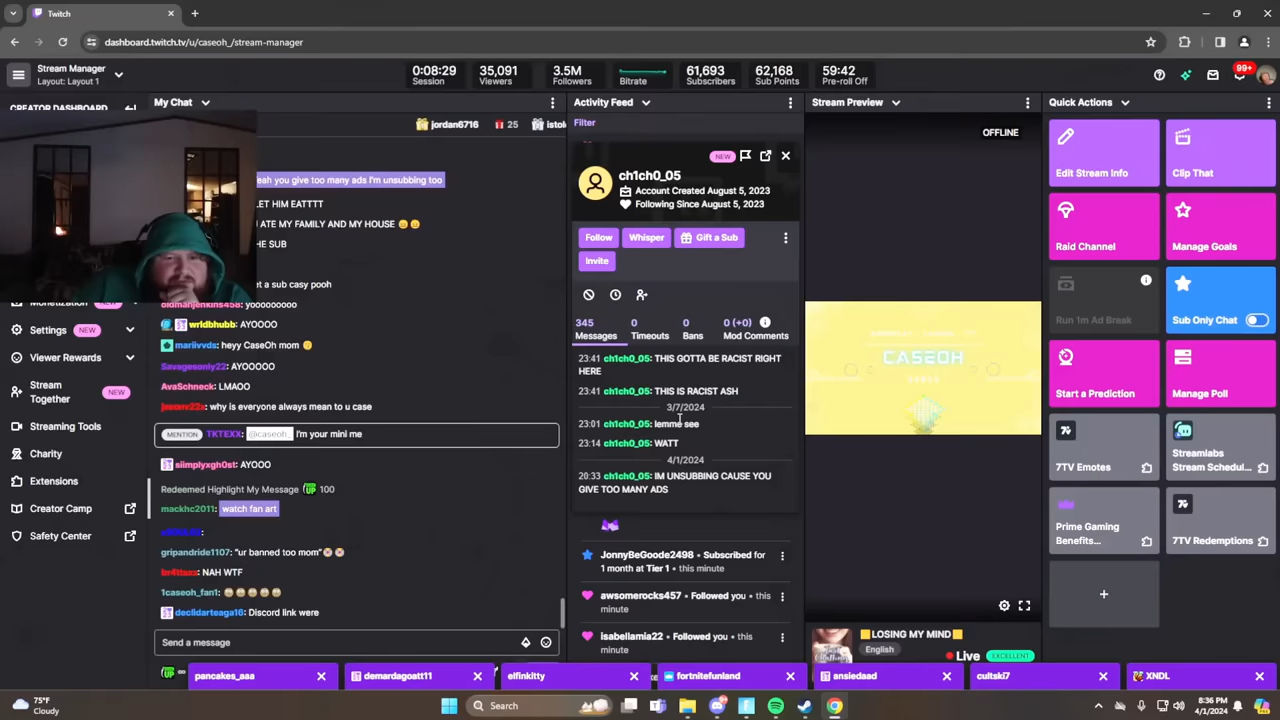 Twitch
dashboard.twitch.tv/u/caseoh_/stream-manager
Stream Manager
Layout: Layout 1
0:08:29
Session
35,091
Viewers
3.5M
Followers
Bitrate
61,693
Subscribers
62,168
Sub Points
59:42
Pre-roll Off
99+
CREATOR DASHBOARD
My Chat
jordan6716
25
istol
eah you give too many ads I'm unsubbing too
LET HIM EATTTT
ATE MY FAMILY AND MY HOUSE
HE SUB
et a sub casy pooh
oldmanjenkins458: yooooooooo
wrldbhubb: AYOOOO
mariivvds: heyy CaseOh mom
Savagesonly22: AYOOOOO
AvaSchneck: LMAOO
why is everyone always mean to u case
MENTION TKTEXX: @caseoh_ I'm your mini me
siimplyxgh0st: AYOOO
Redeemed Highlight My Message 100
mackhc2011: watch fan art
gripandride1107: "ur banned too mom"
NAH WTF
1caseoh_fan1:
declidarteaga16: Discord link were
Send a message
Monetization NEW
Settings NEW
Viewer Rewards
Stream
Together NEW
Streaming Tools
Charity
Extensions
Creator Camp
Safety Center
Activity Feed
Filter
NEW
ch1ch0_05
Account Created August 5, 2023
Following Since August 5, 2023
Follow
Whisper
Gift a Sub
Invite
345
Messages
0
Timeouts
0
Bans
0 (+0)
Mod Comments
23:41 ch1ch0_05: THIS GOTTA BE RACIST RIGHT
HERE
23:41 ch1ch0_05: THIS IS RACIST ASH
3/7/2024
23:01 ch1ch0_05: lemme see
23:14 ch1ch0_05: WATT
4/1/2024
20:33 ch1ch0_05: IM UNSUBBING CAUSE YOU
GIVE TOO MANY ADS
JonnyBeGoode2498 • Subscribed for
1 month at Tier 1 • this minute
awsomerocks457 • Followed you • this
minute
isabellamia22 • Followed you • this
minute
Stream Preview
OFFLINE
CASEOH
LOSING MY MIND
English
Live
EXCELLENT
Quick Actions
Edit Stream Info
Clip That
Raid Channel
Manage Goals
Run 1m Ad Break
Sub Only Chat
Start a Prediction
Manage Poll
7TV Emotes
Streamlabs
Stream Schedul...
Prime Gaming
Benefits...
7TV Redemptions
pancakes_aaa
demardagoatt11
elfinkitty
fortnitefunland
ansiedaad
cultski7
XNDL
75°F
Cloudy
Search
8:36 PM
4/1/2024